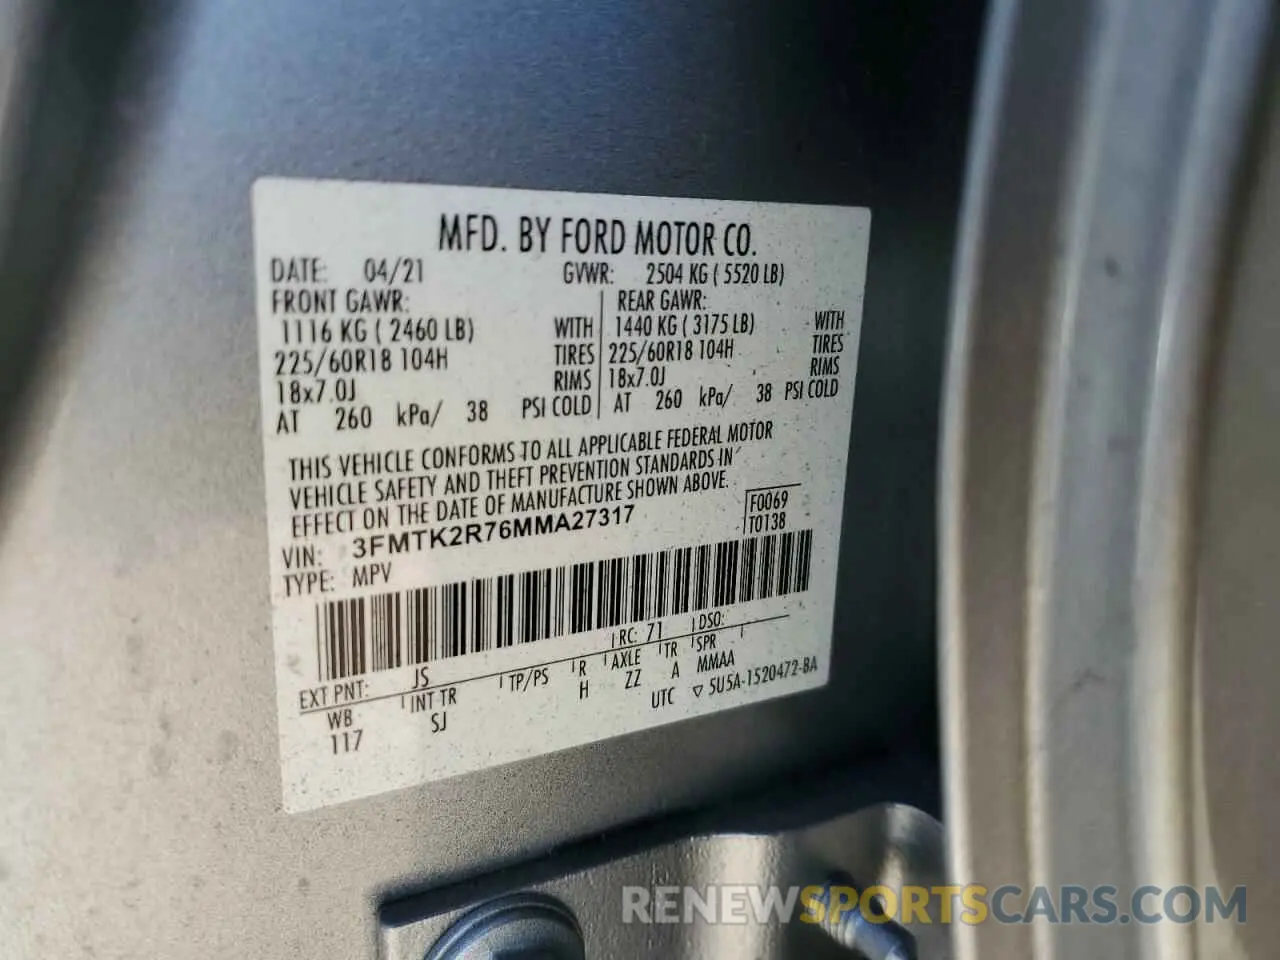 MFD. BY FORD MOTOR CO.
DATE: 04/21 GVWR: 2504 KG ( 5520 LB)
FRONT GAWR: REAR GAWR:
1116 KG ( 2460 LB) WITH 1440 KG ( 3175 LB) WITH
225/60R18 104H TIRES 225/60R18 104H TIRES
18x7.0J RIMS 18x7.0J RIMS
AT 260 kPa/ 38 PSI COLD AT 260 kPa/ 38 PSI COLD
THIS VEHICLE CONFORMS TO ALL APPLICABLE FEDERAL MOTOR
VEHICLE SAFETY AND THEFT PREVENTION STANDARDS IN
EFFECT ON THE DATE OF MANUFACTURE SHOWN ABOVE.
VIN: 3FMTK2R76MMA27317 F0069
TYPE: MPV T0138
EXT PNT: JS RC: 71 DSO:
WB INT TR TP/PS R AXLE TR SPR
117 SJ H ZZ A MMAA
UTC ▽ 5U5A-1520472-BA
RENEWSPORTSCARS.COM